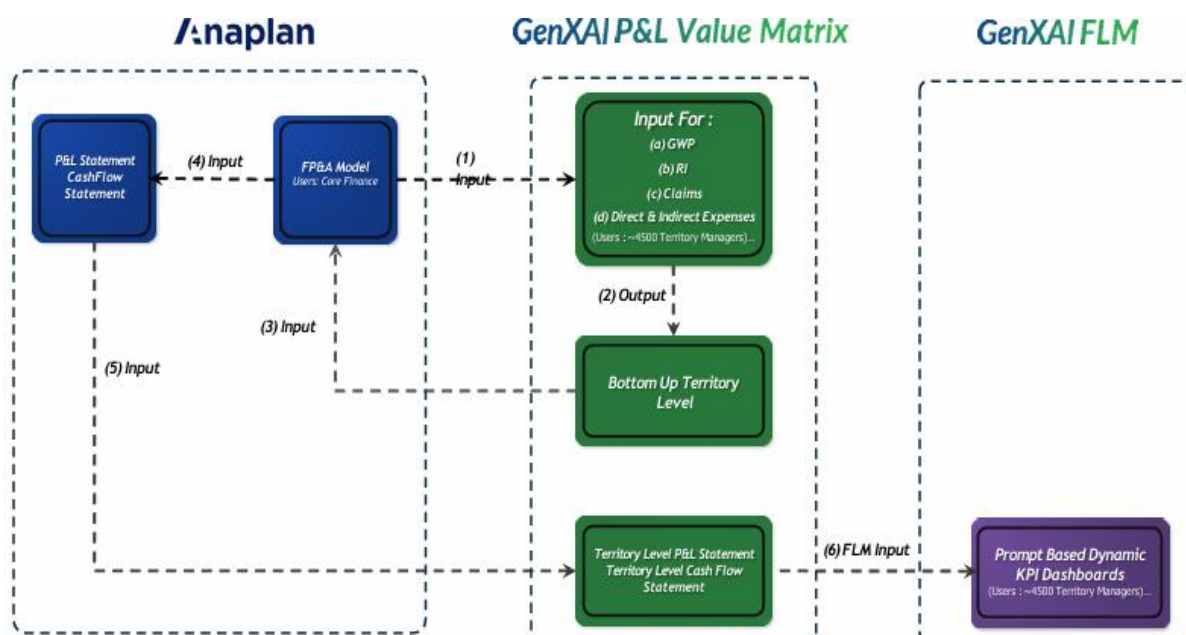 Anaplan
GenXAI P&L Value Matrix
GenXAI FLM
P&L Statement
CashFlow
Statement
(4) Input
FP&A Model
Users: Core Finance
(1)
Input
Input For :
(a) GWP
(b) RI
(c) Claims
(d) Direct & Indirect Expenses
(Users : ~4500 Territory Managers)...
(2) Output
(3) Input
(5) Input
Bottom Up Territory
Level
Territory Level P&L Statement
Territory Level Cash Flow
Statement
(6) FLM Input
Prompt Based Dynamic
KPI Dashboards
(Users : ~4500 Territory Managers)...